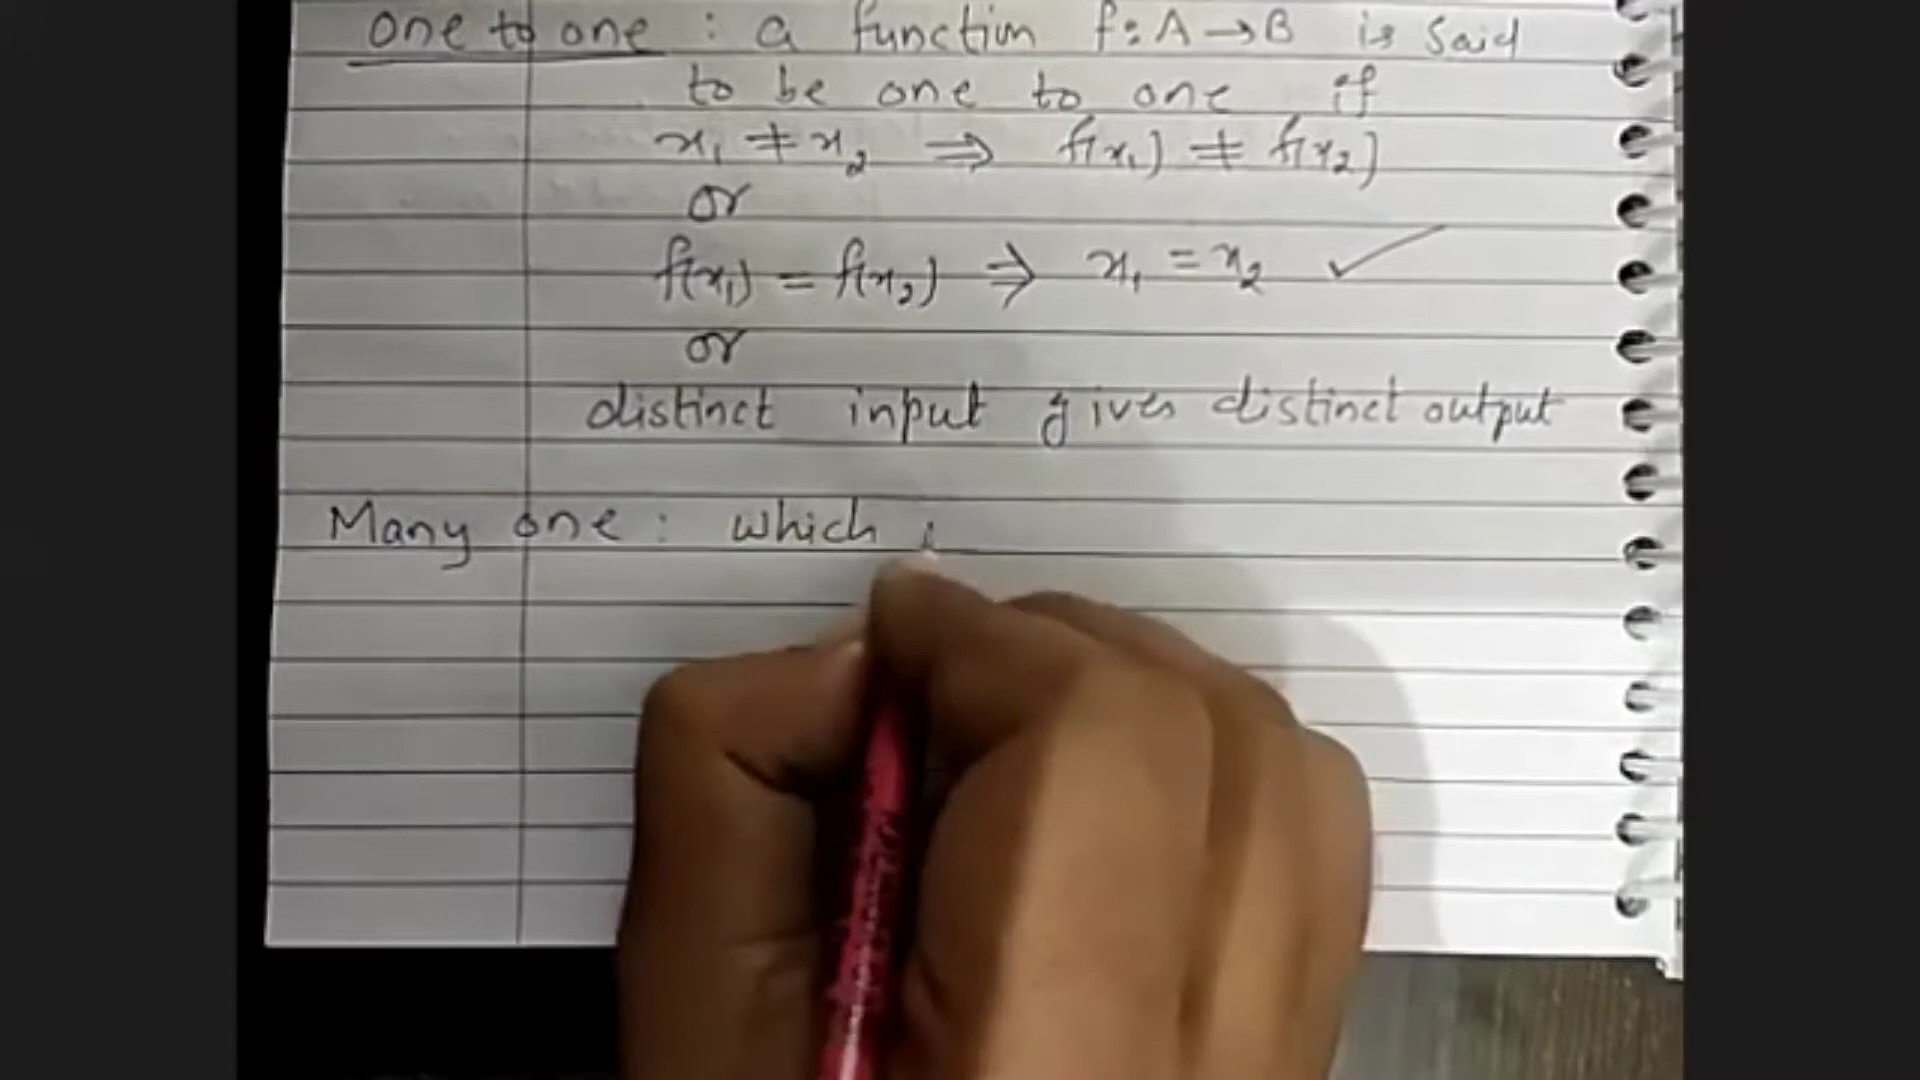 one to one : a function f: A → B is said
to be one to one if
x₁ ≠ x₂ ⇒ f(x₁) ≠ f(x₂)
or
f(x₁) = f(x₂) ⇒ x₁ = x₂ ✓
or
distinct input gives distinct output
Many one : which